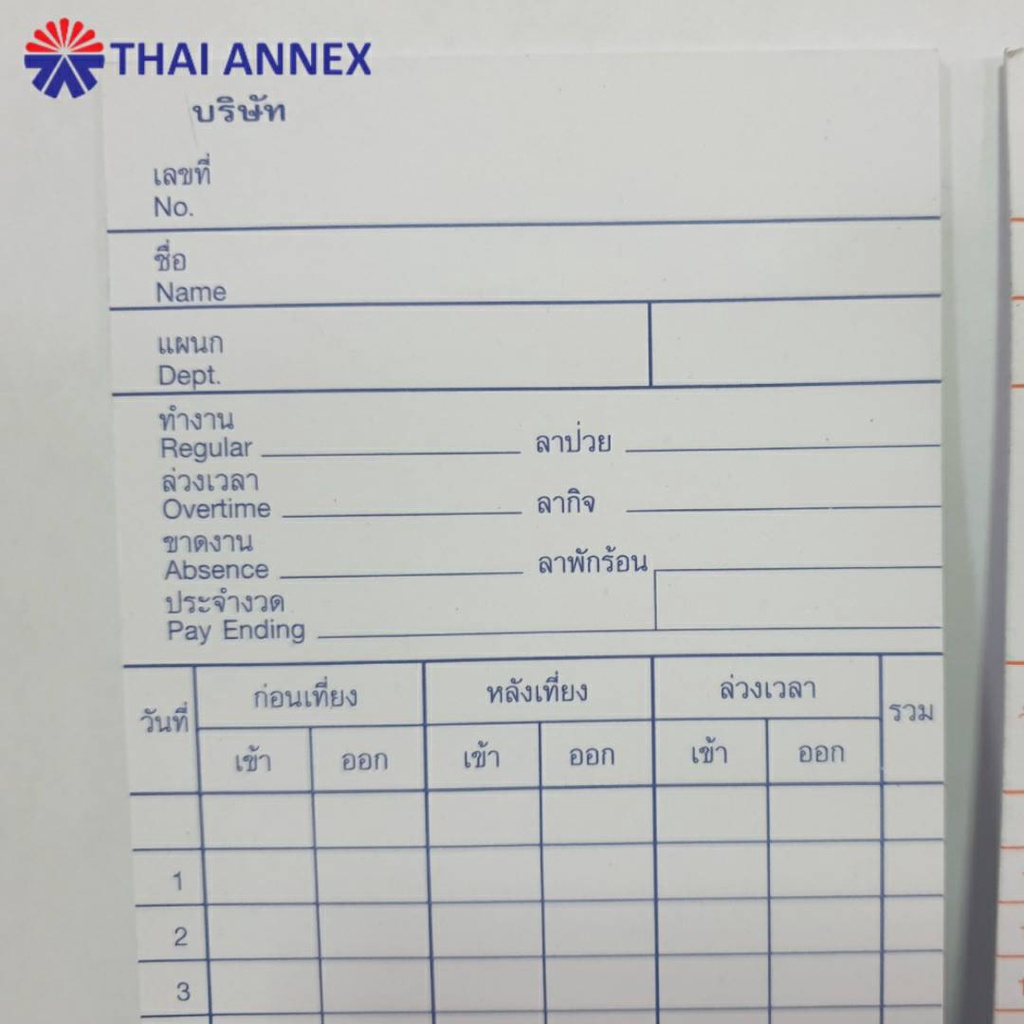 THAI ANNEX
บริษัท
เลขที่
No.
ชื่อ
Name
แผนก
Dept.
ทำงาน
Regular ลาป่วย
ล่วงเวลา
Overtime ลากิจ
ขาดงาน
Absence ลาพักร้อน
ประจำงวด
Pay Ending
วันที่ ก่อนเที่ยง หลังเที่ยง ล่วงเวลา รวม
เข้า ออก เข้า ออก เข้า ออก
1
2
3